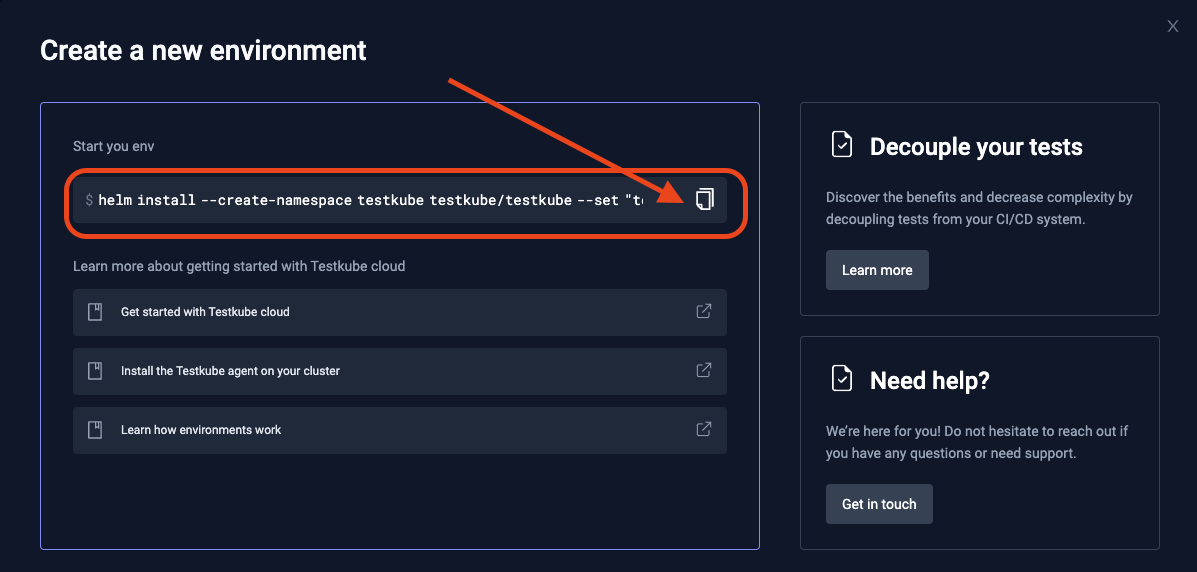 Create a new environment
Start you env
$ helm install --create-namespace testkube testkube/testkube --set "te
Learn more about getting started with Testkube cloud
Get started with Testkube cloud
Install the Testkube agent on your cluster
Learn how environments work
Decouple your tests
Discover the benefits and decrease complexity by
decoupling tests from your CI/CD system.
Learn more
Need help?
We're here for you! Do not hesitate to reach out if
you have any questions or need support.
Get in touch